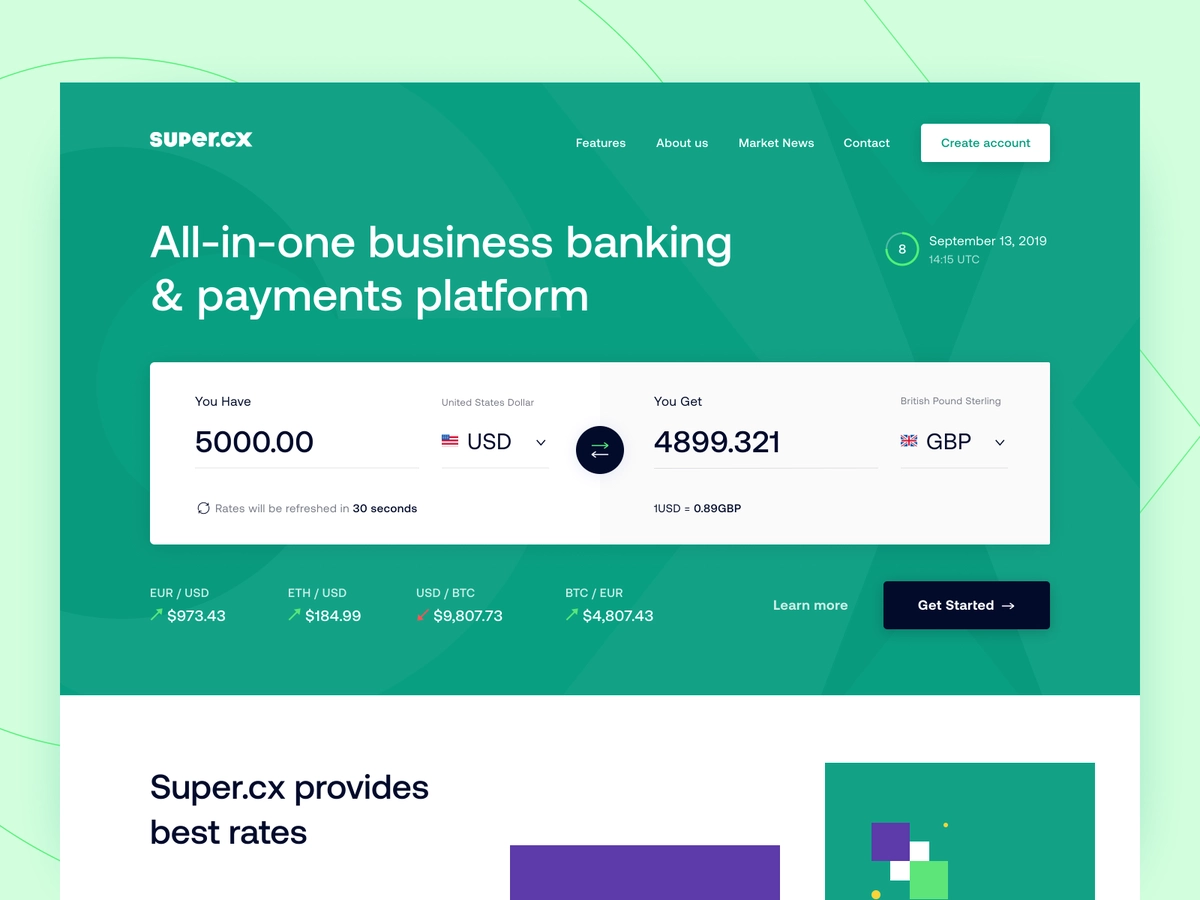 super.cx
Features About us Market News Contact Create account
All-in-one business banking
& payments platform
8 September 13, 2019
14:15 UTC
You Have United States Dollar You Get British Pound Sterling
5000.00 USD 4899.321 GBP
Rates will be refreshed in 30 seconds 1USD = 0.89GBP
EUR / USD ETH / USD USD / BTC BTC / EUR
$973.43 $184.99 $9,807.73 $4,807.43
Learn more Get Started →
Super.cx provides
best rates